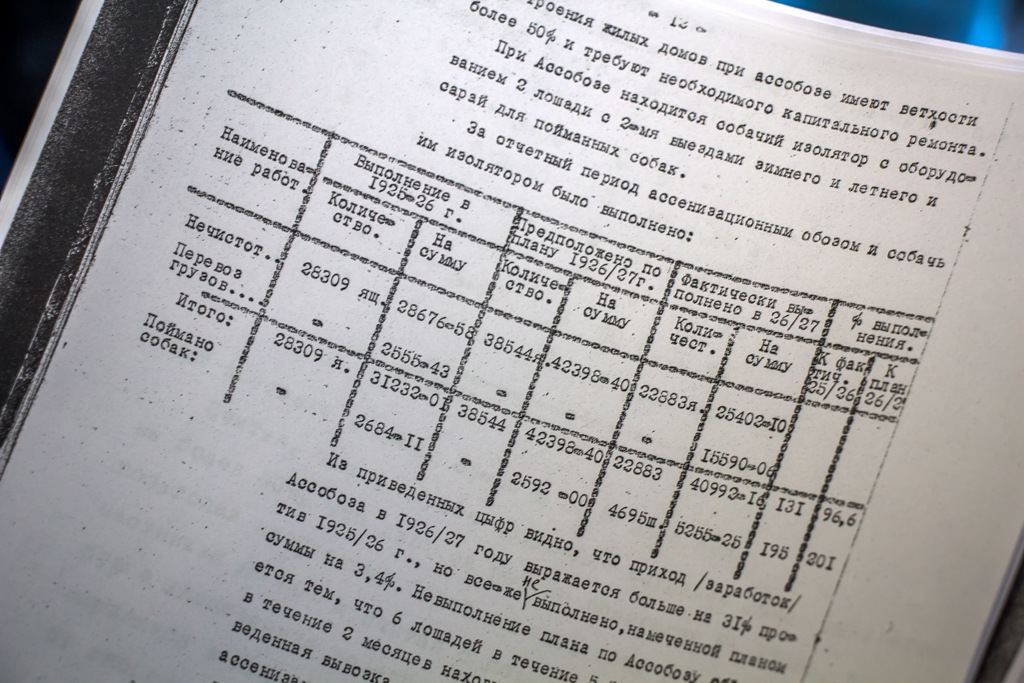 - 12 -
троения жилых домов при ассобозе имеют ветхости
более 50% и требуют необходимого капитального ремонта.
При Ассобозе находится собачий изолятор с оборудо-
ванием 2 лошади с 2-мя выездами зимнего и летнего и
сарай для пойманных собак.
За отчетный период ассенизационным обозом и собачь
им изолятором было выполнено:
Наименова- Выполнение в Предположено по Фактически вы- % выпол-
ние работ. 1925-26 г. плану 1926/27г. полнено в 26/27 нения.
Количе- На Количе- На Коли- На К фак К
ство. сумму ство. сумму чест. сумму тич. план
25/26 26/2
Нечистот.. 28309 ящ. 28676-58 38544я. 42398-40 22883я. 25402-10
Перевоз
грузов.... - 2555-43 - - - 15590-06
Итого: 28309 я. 31232-01 38544 42398-40 22883 40992-16 131 96,6
Поймано
собак: - 2684-11 - 2592-00 4695ш. 5255-25 195 201
Из приведенных цыфр видно, что приход /заработок/
Ассобоза в 1926/27 году выражается больше на 31% про-
тив 1925/26 г., но все-же не выполнено, намеченной планом
суммы на 3,4%. Невыполнение плана по Ассобозу
ется тем, что 6 лошадей в течение
в течение 2 месяцев
веденная вывозка